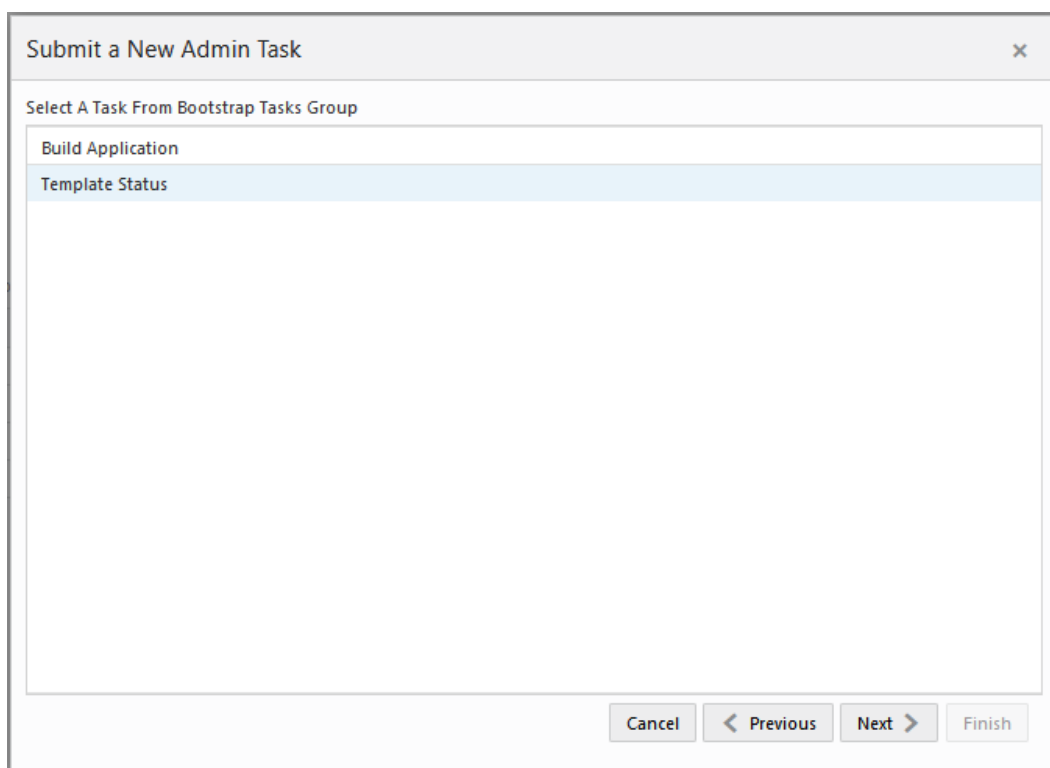 Submit a New Admin Task
Select A Task From Bootstrap Tasks Group
Build Application
Template Status
Cancel Previous Next Finish